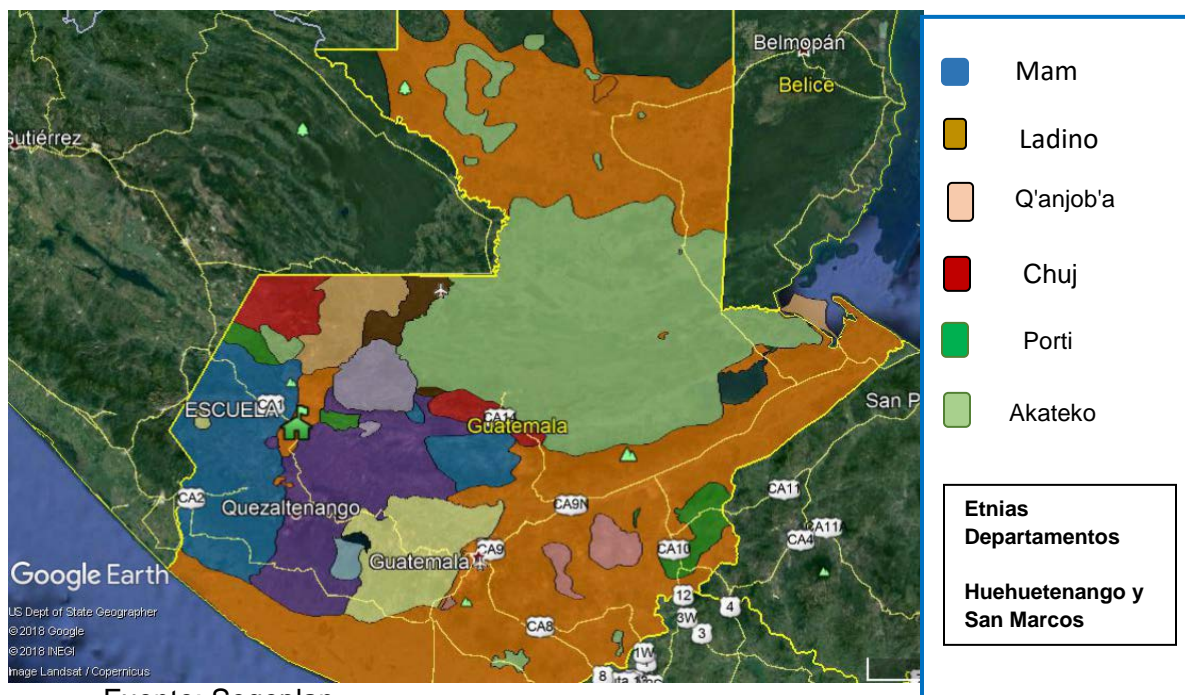 Belmopán
Belice
Gutiérrez
San P
ESCUELA
CA1
CA14
Guatemala
CA2
Quezaltenango
CA9N
CA11
CA11A
CA4
CA10
Guatemala
CA9
12
4
3W
3
CA8
1W
8
Google Earth
US Dept of State Geographer
© 2018 Google
© 2018 INEGI
Image Landsat / Copernicus
Mam
Ladino
Q'anjob'a
Chuj
Porti
Akateko
Etnias
Departamentos
Huehuetenango y
San Marcos
Fuente: Segeplan